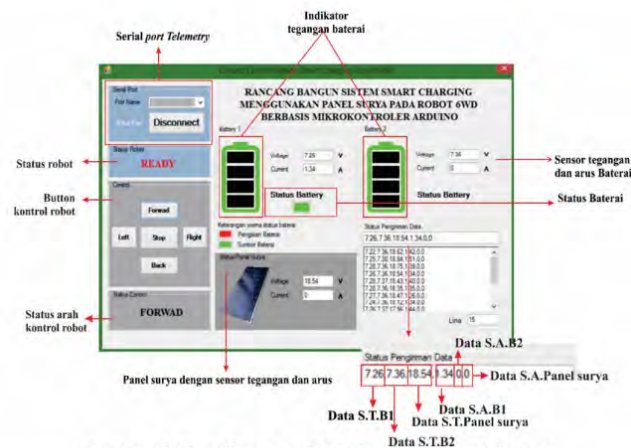 Indikator
tegangan baterai
Serial port Telemetry
Serial Port
Port Name
Disconnect
RANCANG BANGUN SISTEM SMART CHARGING
MENGGUNAKAN PANEL SURYA PADA ROBOT 6WD
BERBASIS MIKROKONTROLER ARDUINO
Battery 1
Battery 2
Status Robot
READY
Status robot
Voltage 7.26 V
Current 1.34 A
Voltage 7.36 V
Current 0 A
Sensor tegangan
dan arus Baterai
Button
kontrol robot
Control
Forwad
Left Stop Right
Back
Status Battery
Status Battery
Status Baterai
Keterangan warna status baterai
Pengisian Baterai
Sumber Baterai
Status Pengiriman Data
7.26,7.36,18.54,1.34,0,0
Status Panel Surya
Voltage 18.54 V
Current 0 A
Status Control
FORWAD
Status arah
kontrol robot
Line 15
Data S.A.B2
Status Pengiriman Data
7.26,7.36,18.54,1.34,0,0
Data S.A.Panel surya
Panel surya dengan sensor tegangan dan arus
Data S.T.B1
Data S.A.B1
Data S.T.Panel surya
Data S.T.B2